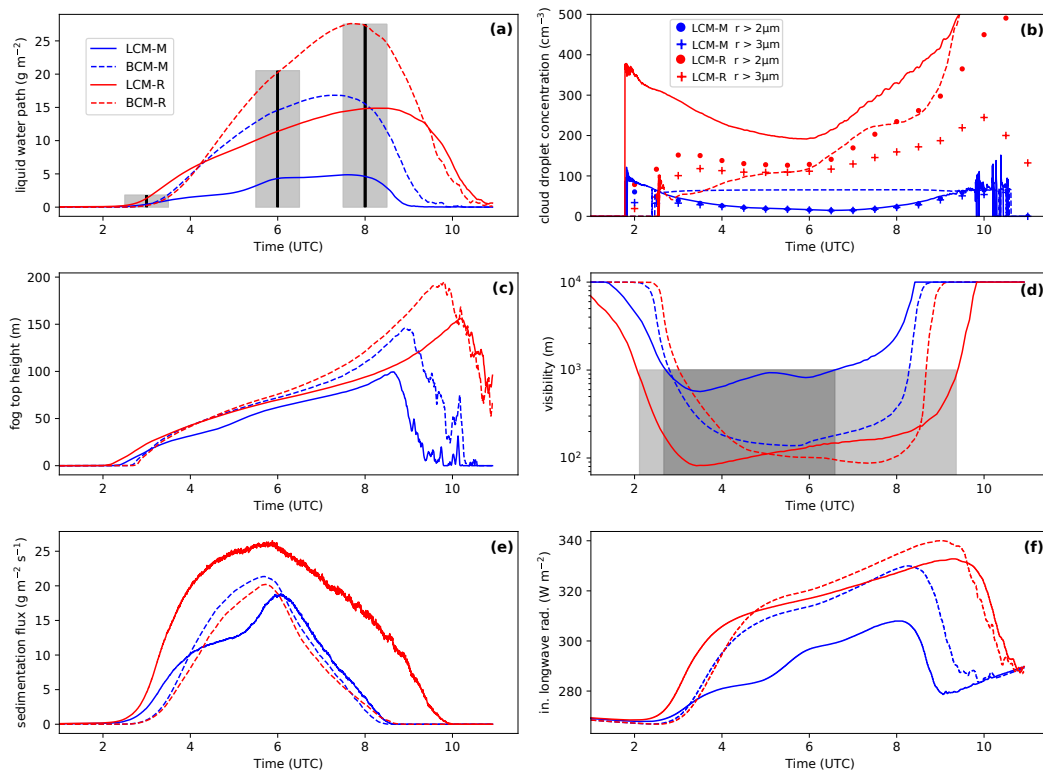 (a)
liquid water path (g m⁻²)
25
20
15
10
5
0
LCM-M
BCM-M
LCM-R
BCM-R
2 4 6 8 10
Time (UTC)
(b)
cloud droplet concentration (cm⁻³)
500
400
300
200
100
0
LCM-M r > 2μm
LCM-M r > 3μm
LCM-R r > 2μm
LCM-R r > 3μm
2 4 6 8 10
Time (UTC)
(c)
fog top height (m)
200
150
100
50
0
2 4 6 8 10
Time (UTC)
(d)
visibility (m)
10⁴
10³
10²
2 4 6 8 10
Time (UTC)
(e)
sedimentation flux (g m⁻² s⁻¹)
25
20
15
10
5
0
2 4 6 8 10
Time (UTC)
(f)
in. longwave rad. (W m⁻²)
340
320
300
280
2 4 6 8 10
Time (UTC)